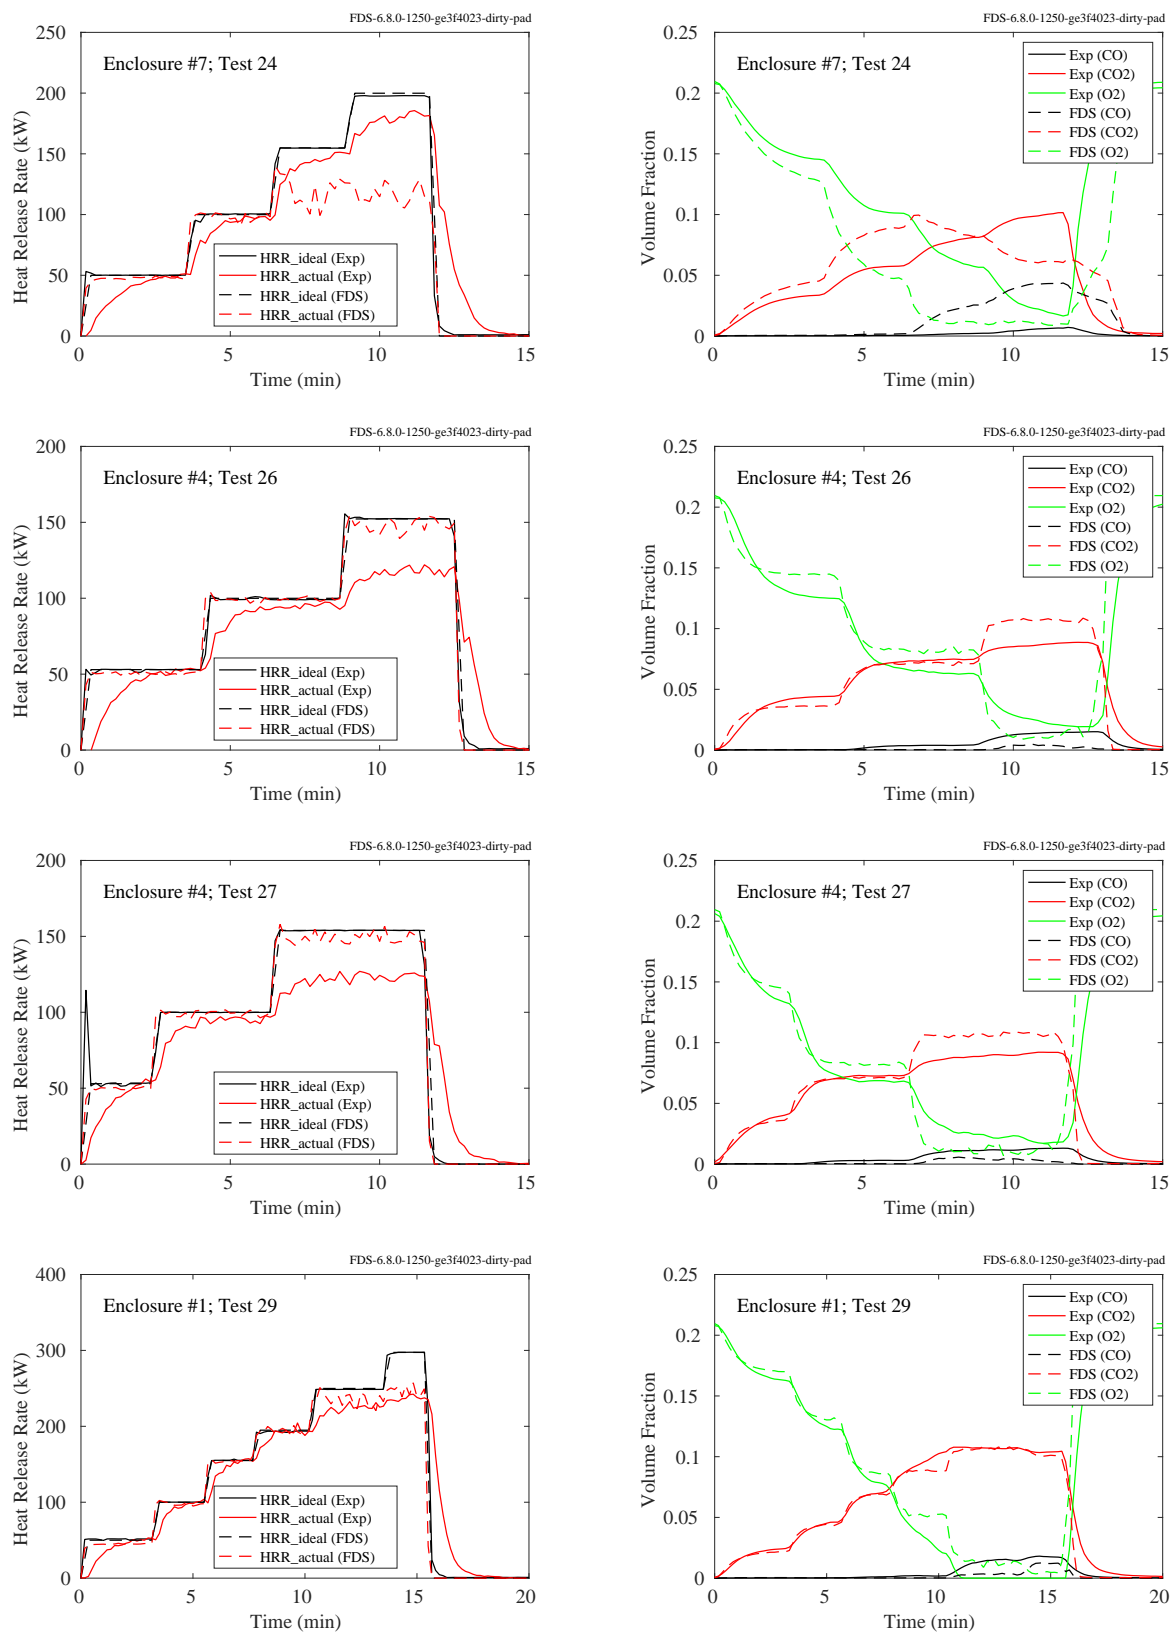 FDS-6.8.0-1250-ge3f4023-dirty-pad
Enclosure #7; Test 24
Heat Release Rate (kW)
250
200
150
100
50
0
HRR_ideal (Exp)
HRR_actual (Exp)
HRR_ideal (FDS)
HRR_actual (FDS)
0 5 10 15
Time (min)
FDS-6.8.0-1250-ge3f4023-dirty-pad
Enclosure #7; Test 24
Volume Fraction
0.25
0.2
0.15
0.1
0.05
0
Exp (CO)
Exp (CO2)
Exp (O2)
FDS (CO)
FDS (CO2)
FDS (O2)
0 5 10 15
Time (min)
FDS-6.8.0-1250-ge3f4023-dirty-pad
Enclosure #4; Test 26
Heat Release Rate (kW)
200
150
100
50
0
HRR_ideal (Exp)
HRR_actual (Exp)
HRR_ideal (FDS)
HRR_actual (FDS)
0 5 10 15
Time (min)
FDS-6.8.0-1250-ge3f4023-dirty-pad
Enclosure #4; Test 26
Volume Fraction
0.25
0.2
0.15
0.1
0.05
0
Exp (CO)
Exp (CO2)
Exp (O2)
FDS (CO)
FDS (CO2)
FDS (O2)
0 5 10 15
Time (min)
FDS-6.8.0-1250-ge3f4023-dirty-pad
Enclosure #4; Test 27
Heat Release Rate (kW)
200
150
100
50
0
HRR_ideal (Exp)
HRR_actual (Exp)
HRR_ideal (FDS)
HRR_actual (FDS)
0 5 10 15
Time (min)
FDS-6.8.0-1250-ge3f4023-dirty-pad
Enclosure #4; Test 27
Volume Fraction
0.25
0.2
0.15
0.1
0.05
0
Exp (CO)
Exp (CO2)
Exp (O2)
FDS (CO)
FDS (CO2)
FDS (O2)
0 5 10 15
Time (min)
FDS-6.8.0-1250-ge3f4023-dirty-pad
Enclosure #1; Test 29
Heat Release Rate (kW)
400
300
200
100
0
HRR_ideal (Exp)
HRR_actual (Exp)
HRR_ideal (FDS)
HRR_actual (FDS)
0 5 10 15 20
Time (min)
FDS-6.8.0-1250-ge3f4023-dirty-pad
Enclosure #1; Test 29
Volume Fraction
0.25
0.2
0.15
0.1
0.05
0
Exp (CO)
Exp (CO2)
Exp (O2)
FDS (CO)
FDS (CO2)
FDS (O2)
0 5 10 15 20
Time (min)